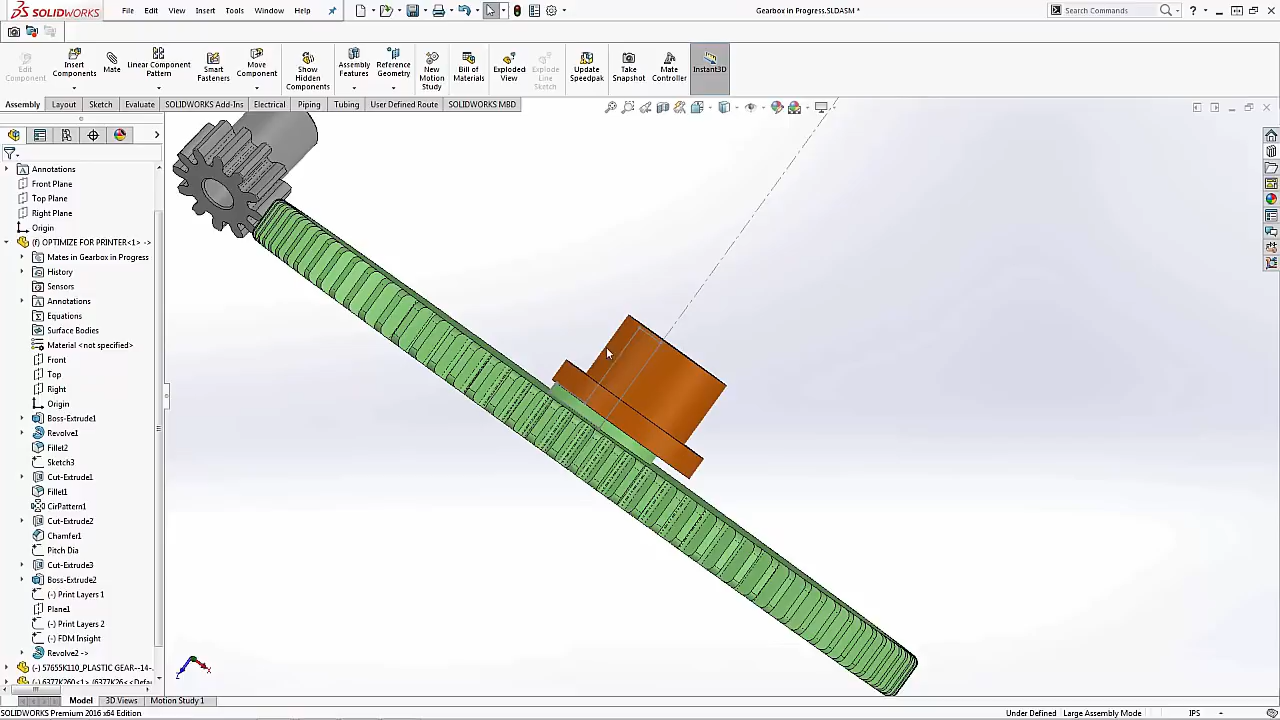 SOLIDWORKS File Edit View Insert Tools Window Help Gearbox in Progress.SLDASM * Search Commands
Edit Component
Insert Components
Mate
Linear Component Pattern
Smart Fasteners
Move Component
Show Hidden Components
Assembly Features
Reference Geometry
New Motion Study
Bill of Materials
Exploded View
Explode Line Sketch
Update Speedpak
Take Snapshot
Mate Controller
Instant3D
Assembly Layout Sketch Evaluate SOLIDWORKS Add-Ins Electrical Piping Tubing User Defined Route SOLIDWORKS MBD
Annotations
Front Plane
Top Plane
Right Plane
Origin
(f) OPTIMIZE FOR PRINTER<1> ->
Mates in Gearbox in Progress
History
Sensors
Annotations
Equations
Surface Bodies
Material <not specified>
Front
Top
Right
Origin
Boss-Extrude1
Revolve1
Fillet2
Sketch3
Cut-Extrude1
Fillet1
CirPattern1
Cut-Extrude2
Chamfer1
Pitch Dia
Cut-Extrude3
Boss-Extrude2
(-) Print Layers 1
Plane1
(-) Print Layers 2
(-) FDM Insight
Revolve2 ->
(-) 57655K110_PLASTIC GEAR--14-
(-) 6377K260<1> (6377K26<<Defa
Model 3D Views Motion Study 1
SOLIDWORKS Premium 2016 x64 Edition Under Defined Large Assembly Mode IPS